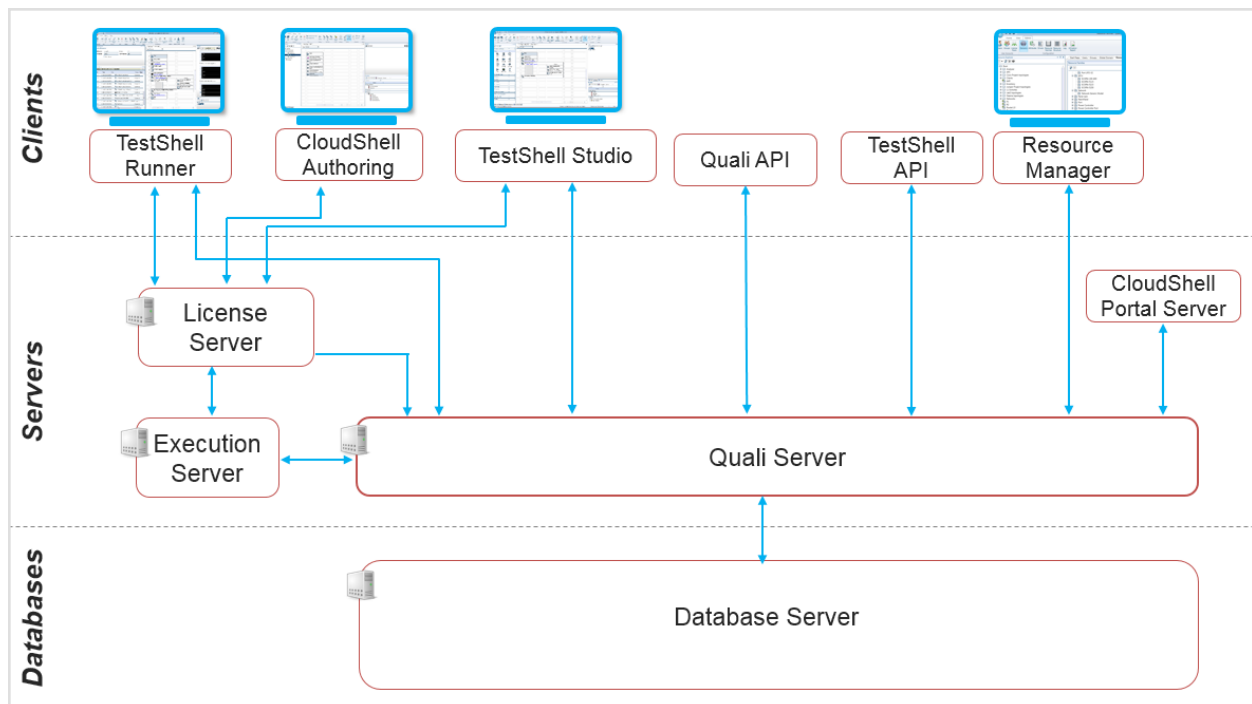 Clients
TestShell
Runner
CloudShell
Authoring
TestShell Studio
Quali API
TestShell
API
Resource
Manager
Servers
License
Server
CloudShell
Portal Server
Execution
Server
Quali Server
Databases
Database Server